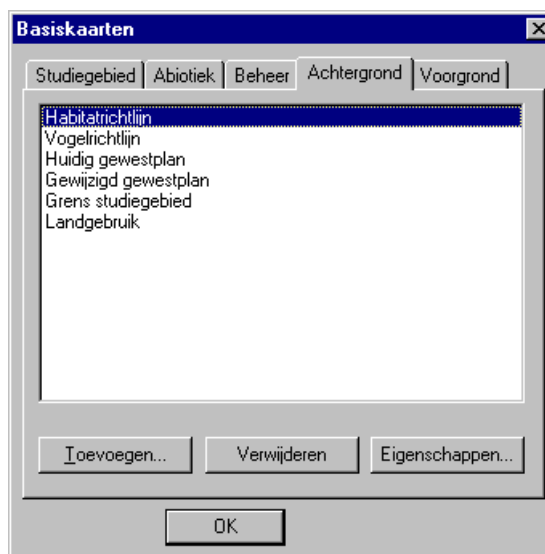 Basiskaarten
Studiegebied Abiotiek Beheer Achtergrond Voorgrond
Habitatrichtlijn
Vogelrichtlijn
Huidig gewestplan
Gewijzigd gewestplan
Grens studiegebied
Landgebruik
Toevoegen... Verwijderen Eigenschappen...
OK